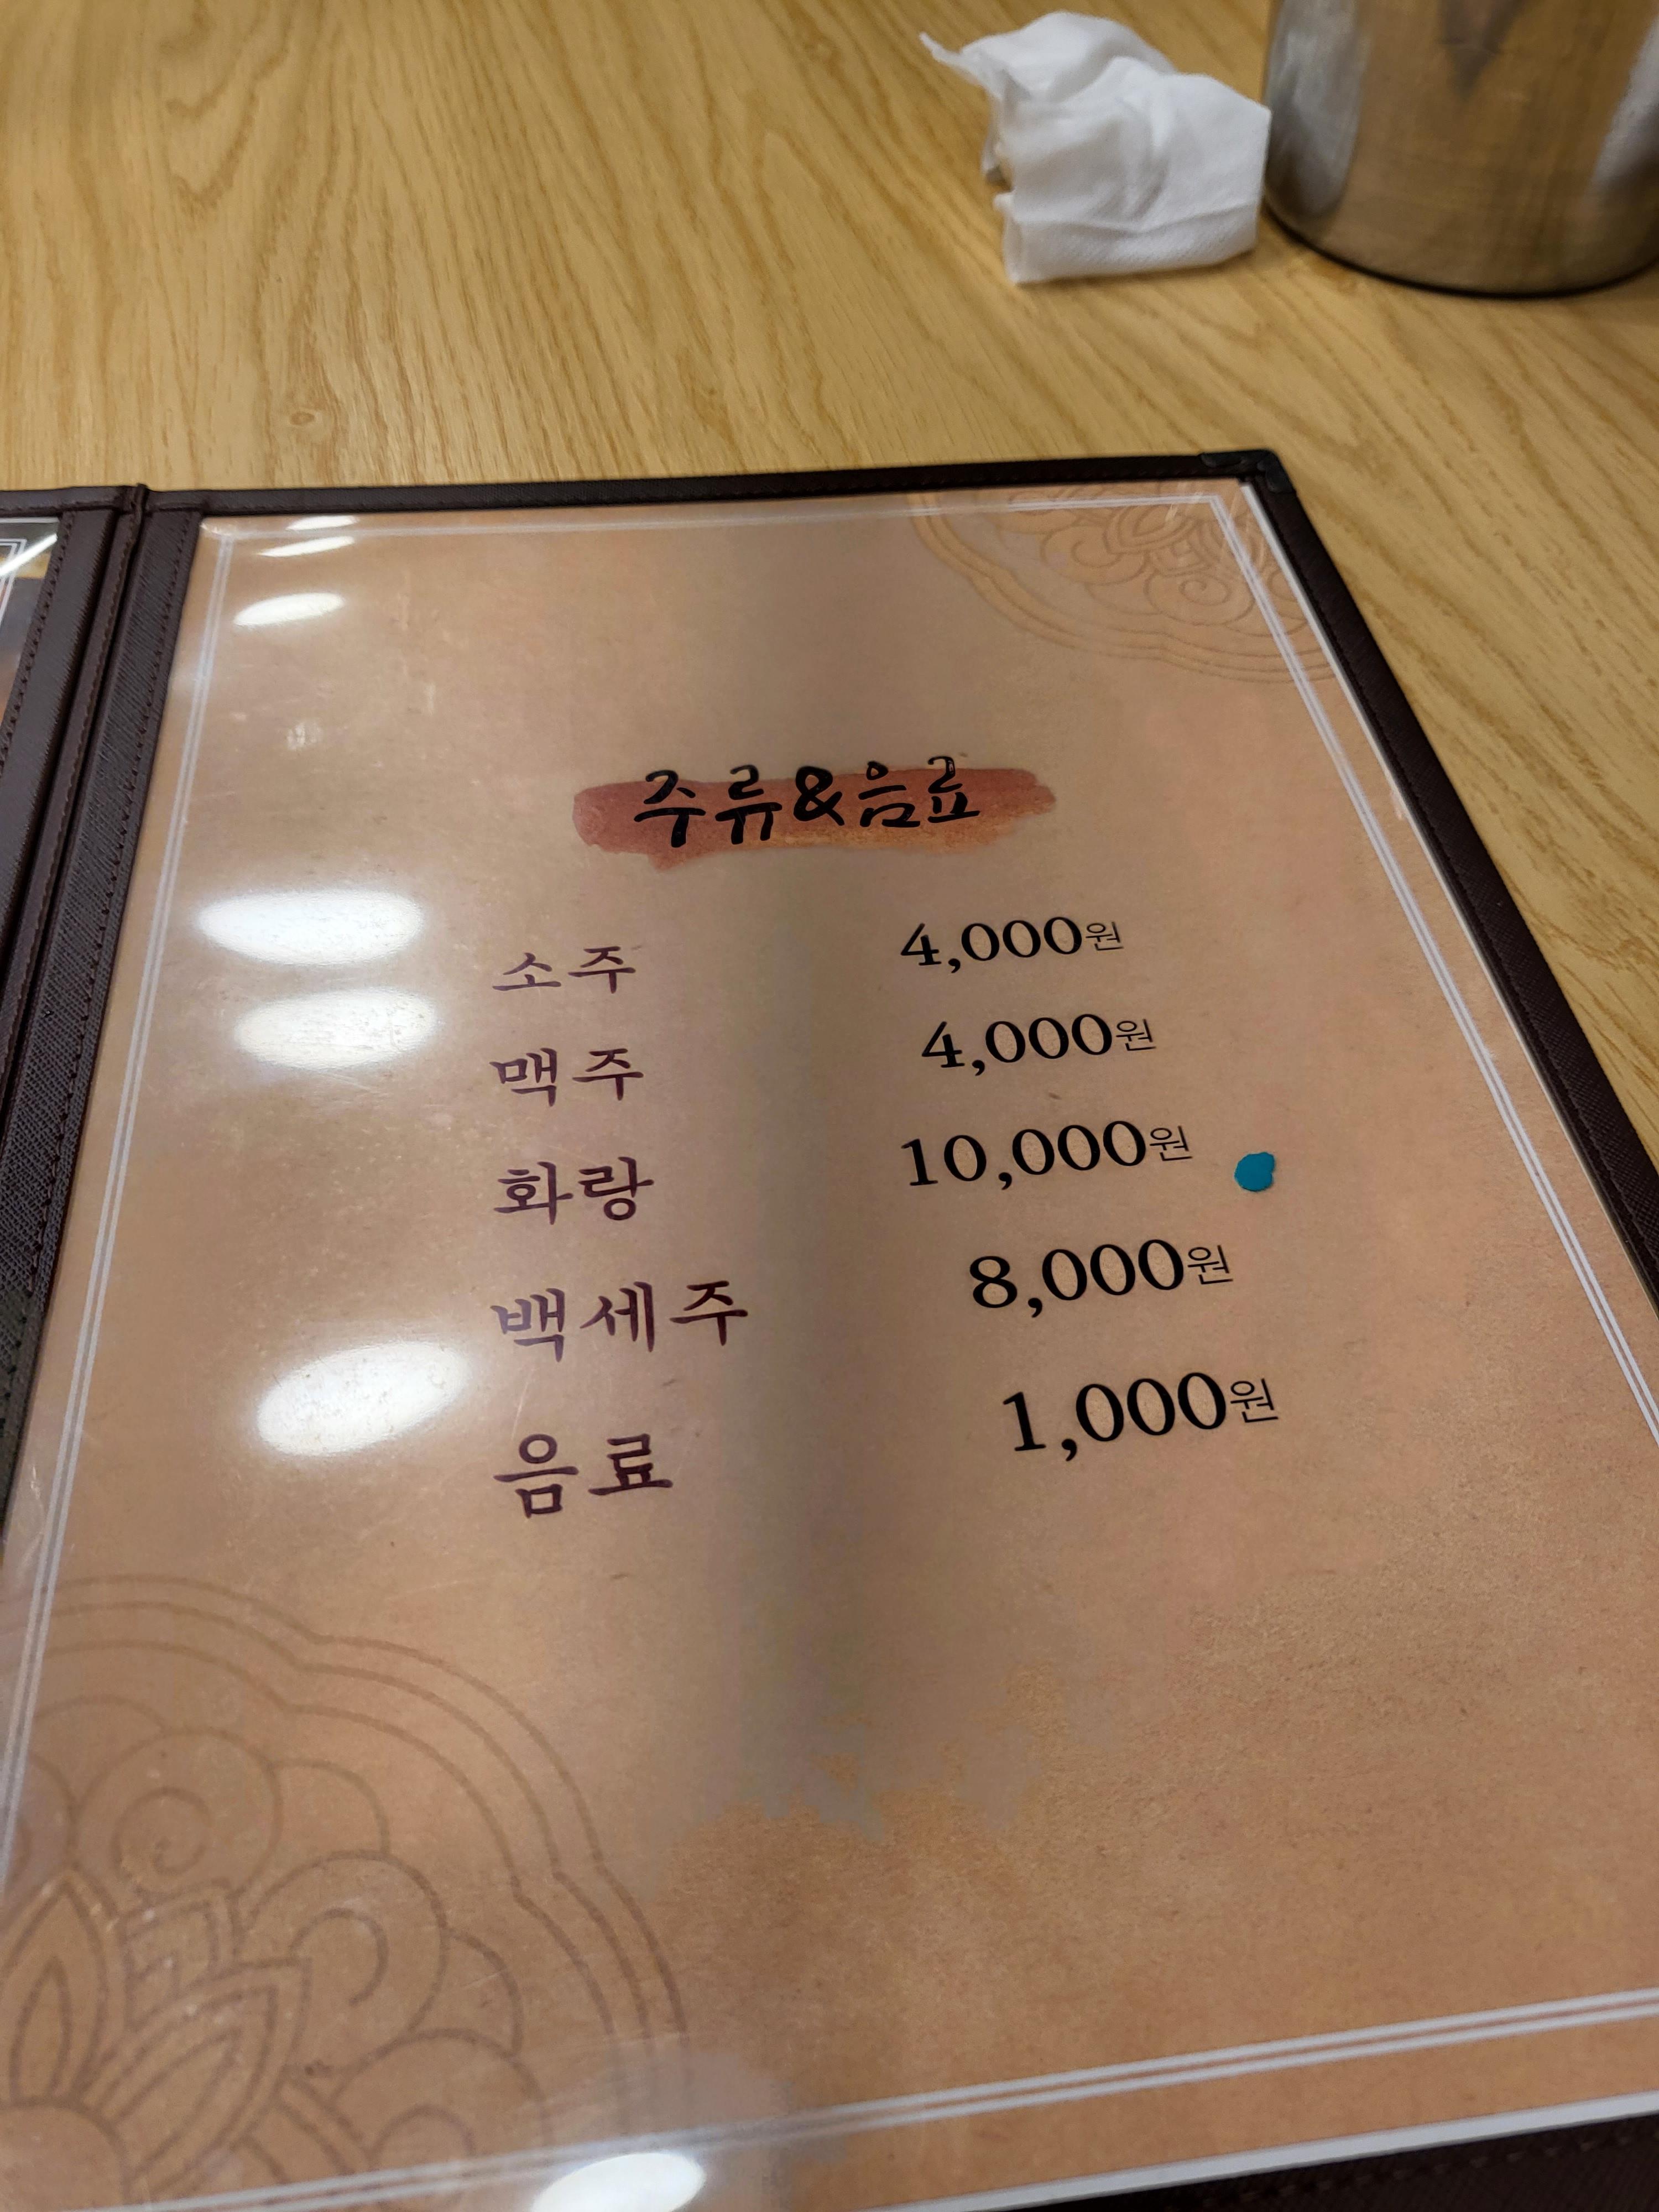 주류&음료
소주 4,000원
맥주 4,000원
화랑 10,000원
백세주 8,000원
음료 1,000원